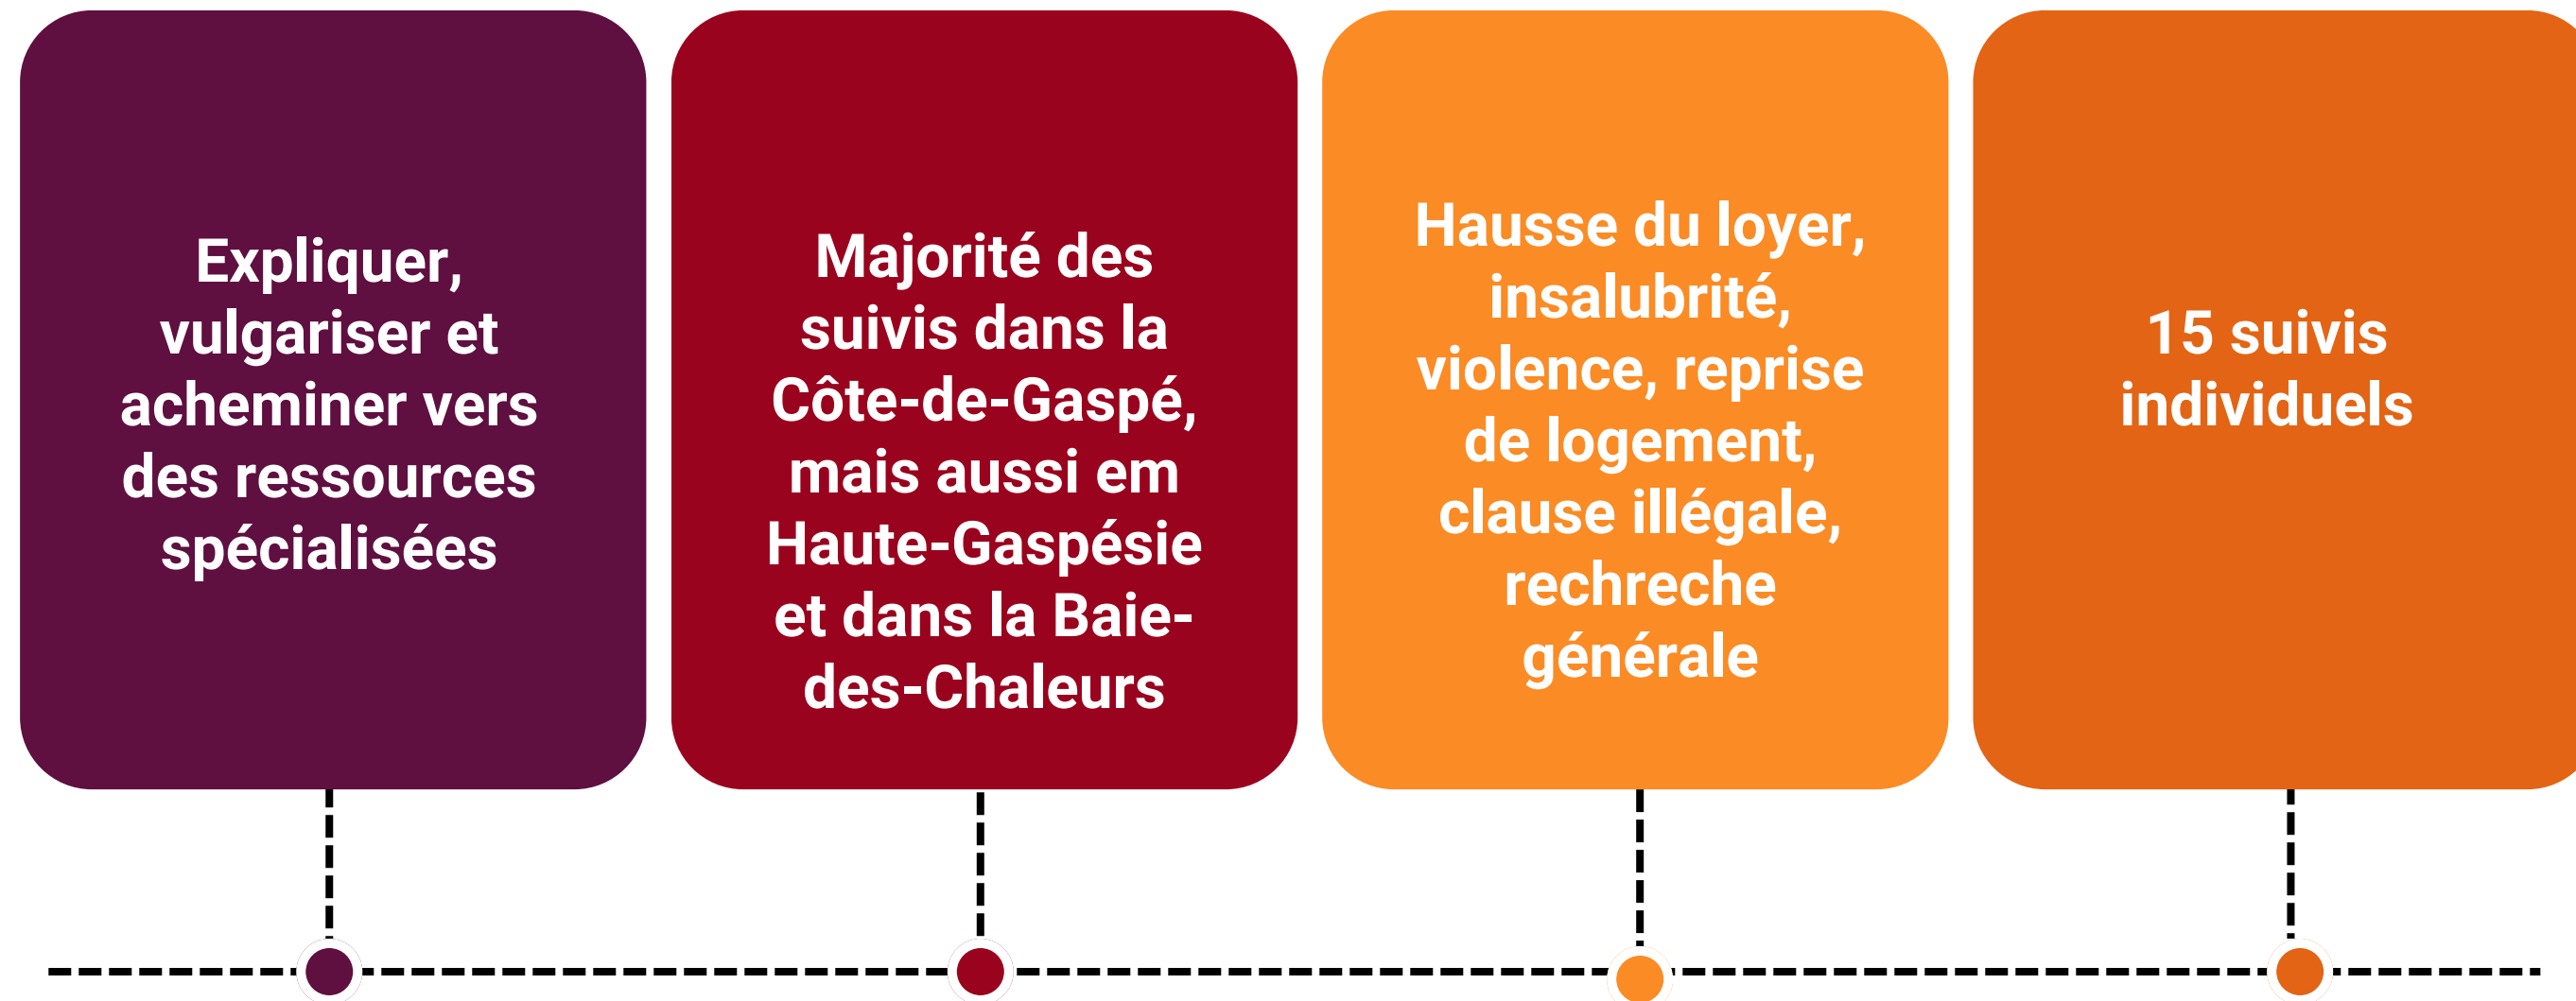 Expliquer,
vulgariser et
acheminer vers
des ressources
spécialisées
Majorité des
suivis dans la
Côte-de-Gaspé,
mais aussi em
Haute-Gaspésie
et dans la Baie-
des-Chaleurs
Hausse du loyer,
insalubrité,
violence, reprise
de logement,
clause illégale,
rechreche
générale
15 suivis
individuels